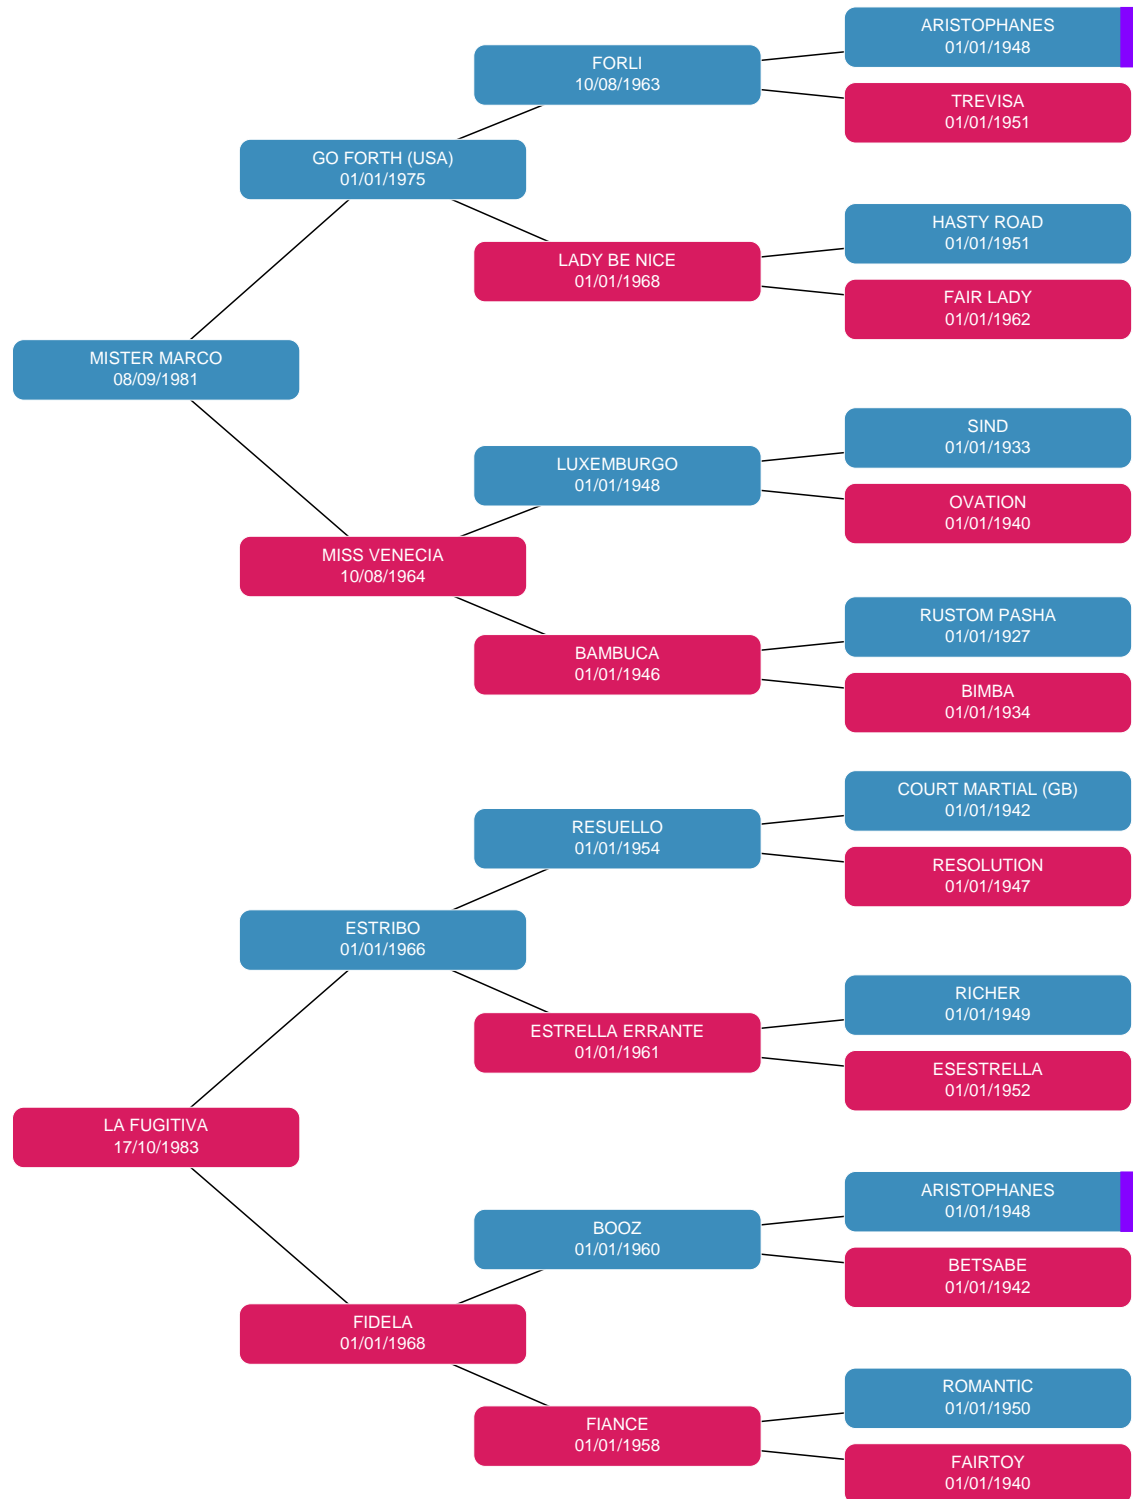 ARISTOPHANES
01/01/1948
FORLI
10/08/1963
TREVISA
01/01/1951
GO FORTH (USA)
01/01/1975
HASTY ROAD
01/01/1951
LADY BE NICE
01/01/1968
FAIR LADY
01/01/1962
MISTER MARCO
08/09/1981
SIND
01/01/1933
LUXEMBURGO
01/01/1948
OVATION
01/01/1940
MISS VENECIA
10/08/1964
RUSTOM PASHA
01/01/1927
BAMBUCA
01/01/1946
BIMBA
01/01/1934
COURT MARTIAL (GB)
01/01/1942
RESUELLO
01/01/1954
RESOLUTION
01/01/1947
ESTRIBO
01/01/1966
RICHER
01/01/1949
ESTRELLA ERRANTE
01/01/1961
ESESTRELLA
01/01/1952
LA FUGITIVA
17/10/1983
ARISTOPHANES
01/01/1948
BOOZ
01/01/1960
BETSABE
01/01/1942
FIDELA
01/01/1968
ROMANTIC
01/01/1950
FIANCE
01/01/1958
FAIRTOY
01/01/1940